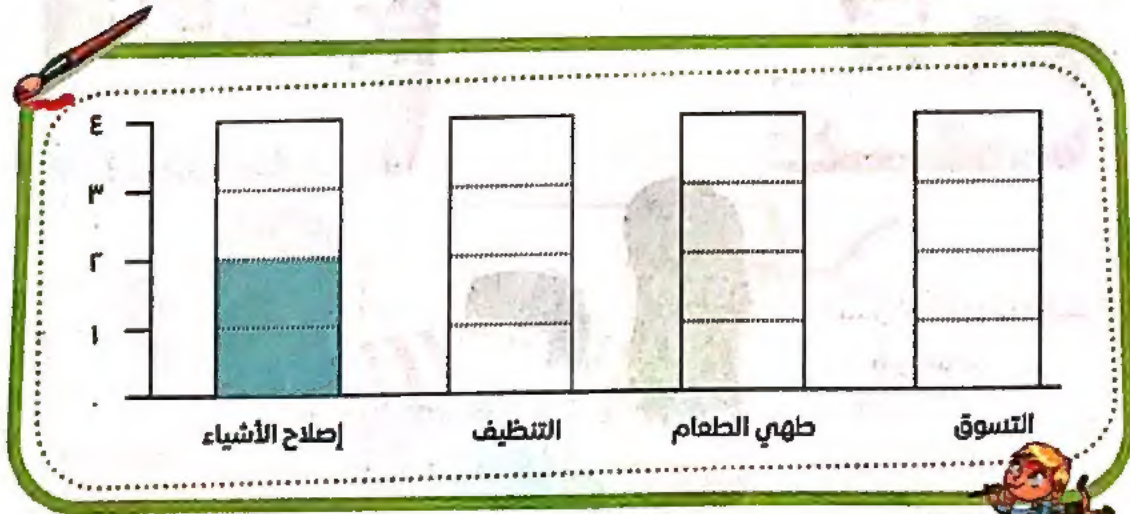 ٤
٣
٢
١
٠
التسوق
طهي الطعام
التنظيف
إصلاح الأشياء